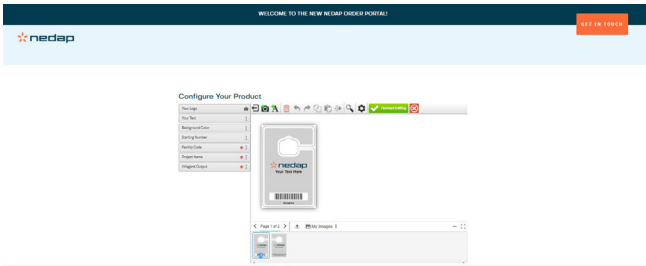 WELCOME TO THE NEW NEDAP ORDER PORTAL!
GET IN TOUCH
nedap
Configure Your Product
Your Logo
Your Text
Background Color
Starting Number
Facility Code
Project Name
Wiegand Output
Finished Editing
nedap
Your Text Here
Page 1 of 2
My Images